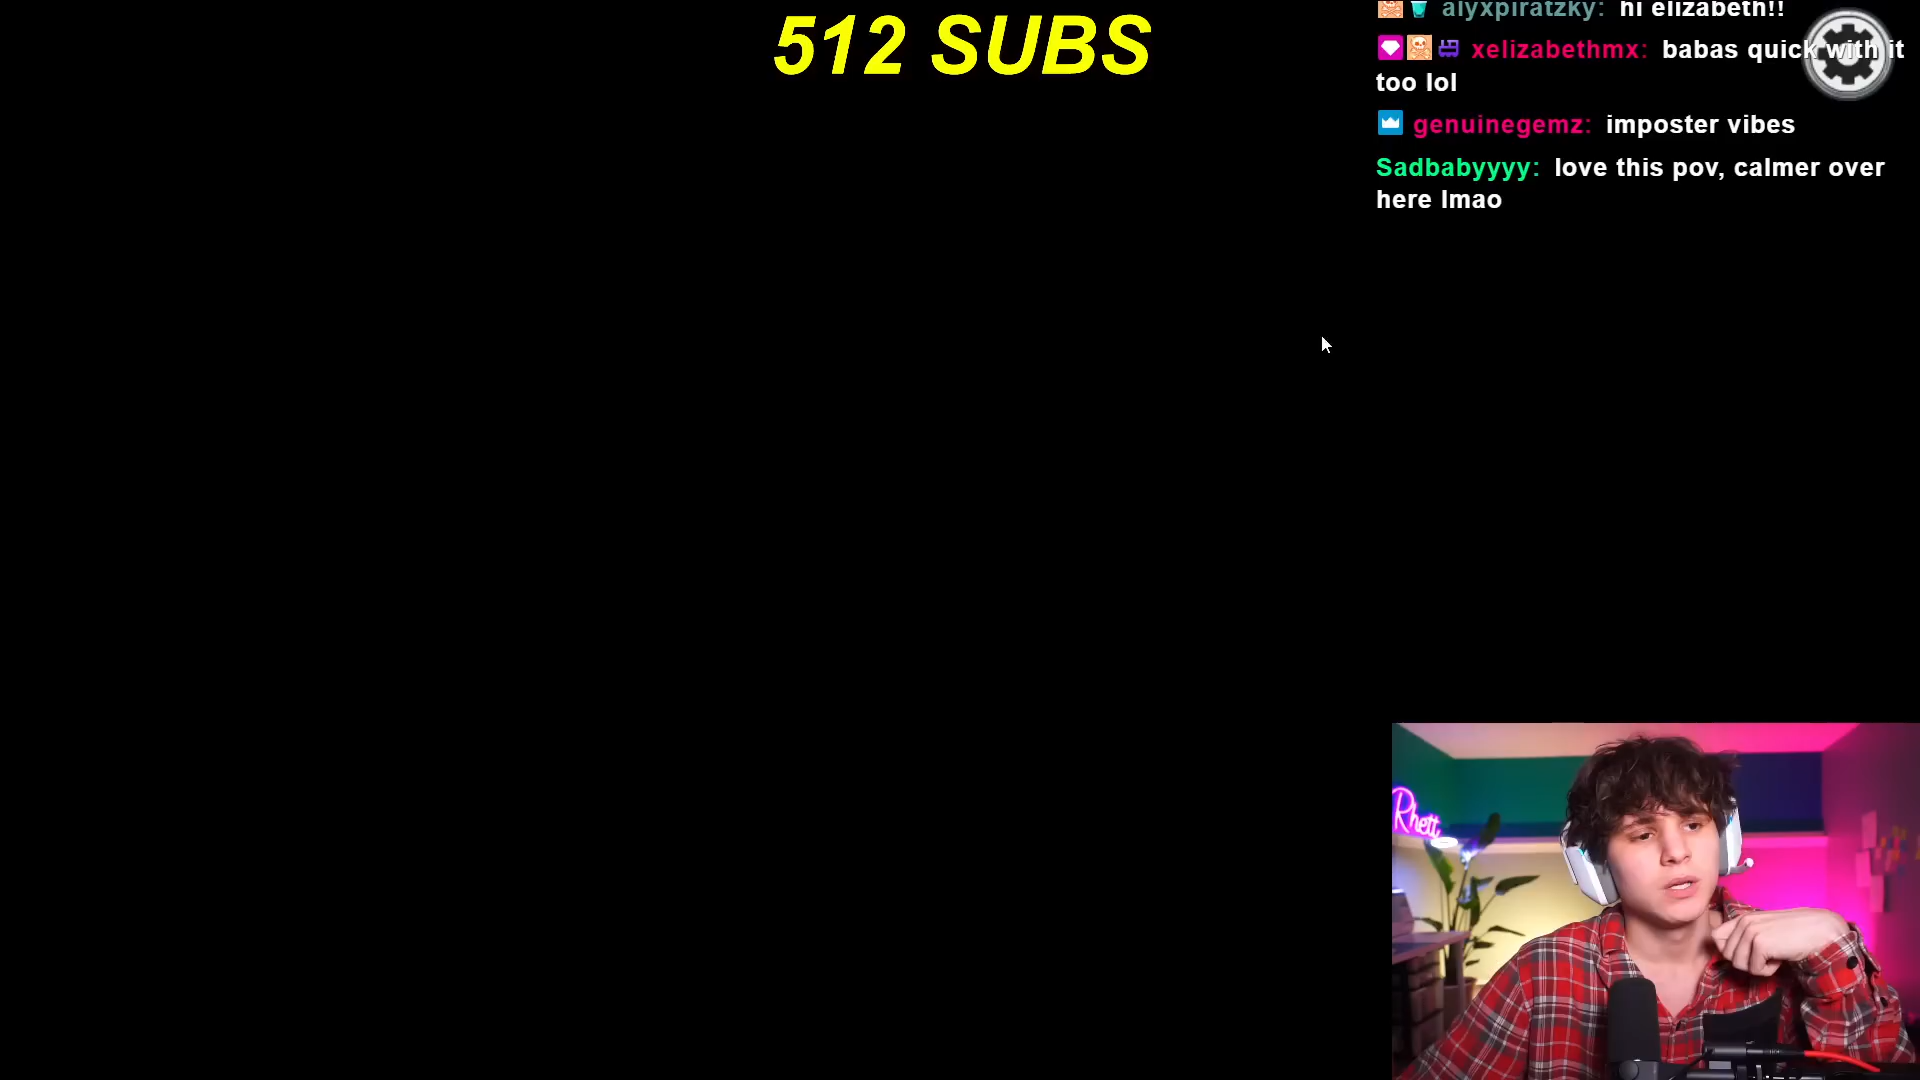 512 SUBS
alyxpiratzky: hi elizabeth!!
xelizabethmx: babas quick with it
too lol
genuinegemz: imposter vibes
Sadbabyyyy: love this pov, calmer over
here lmao
Rhett